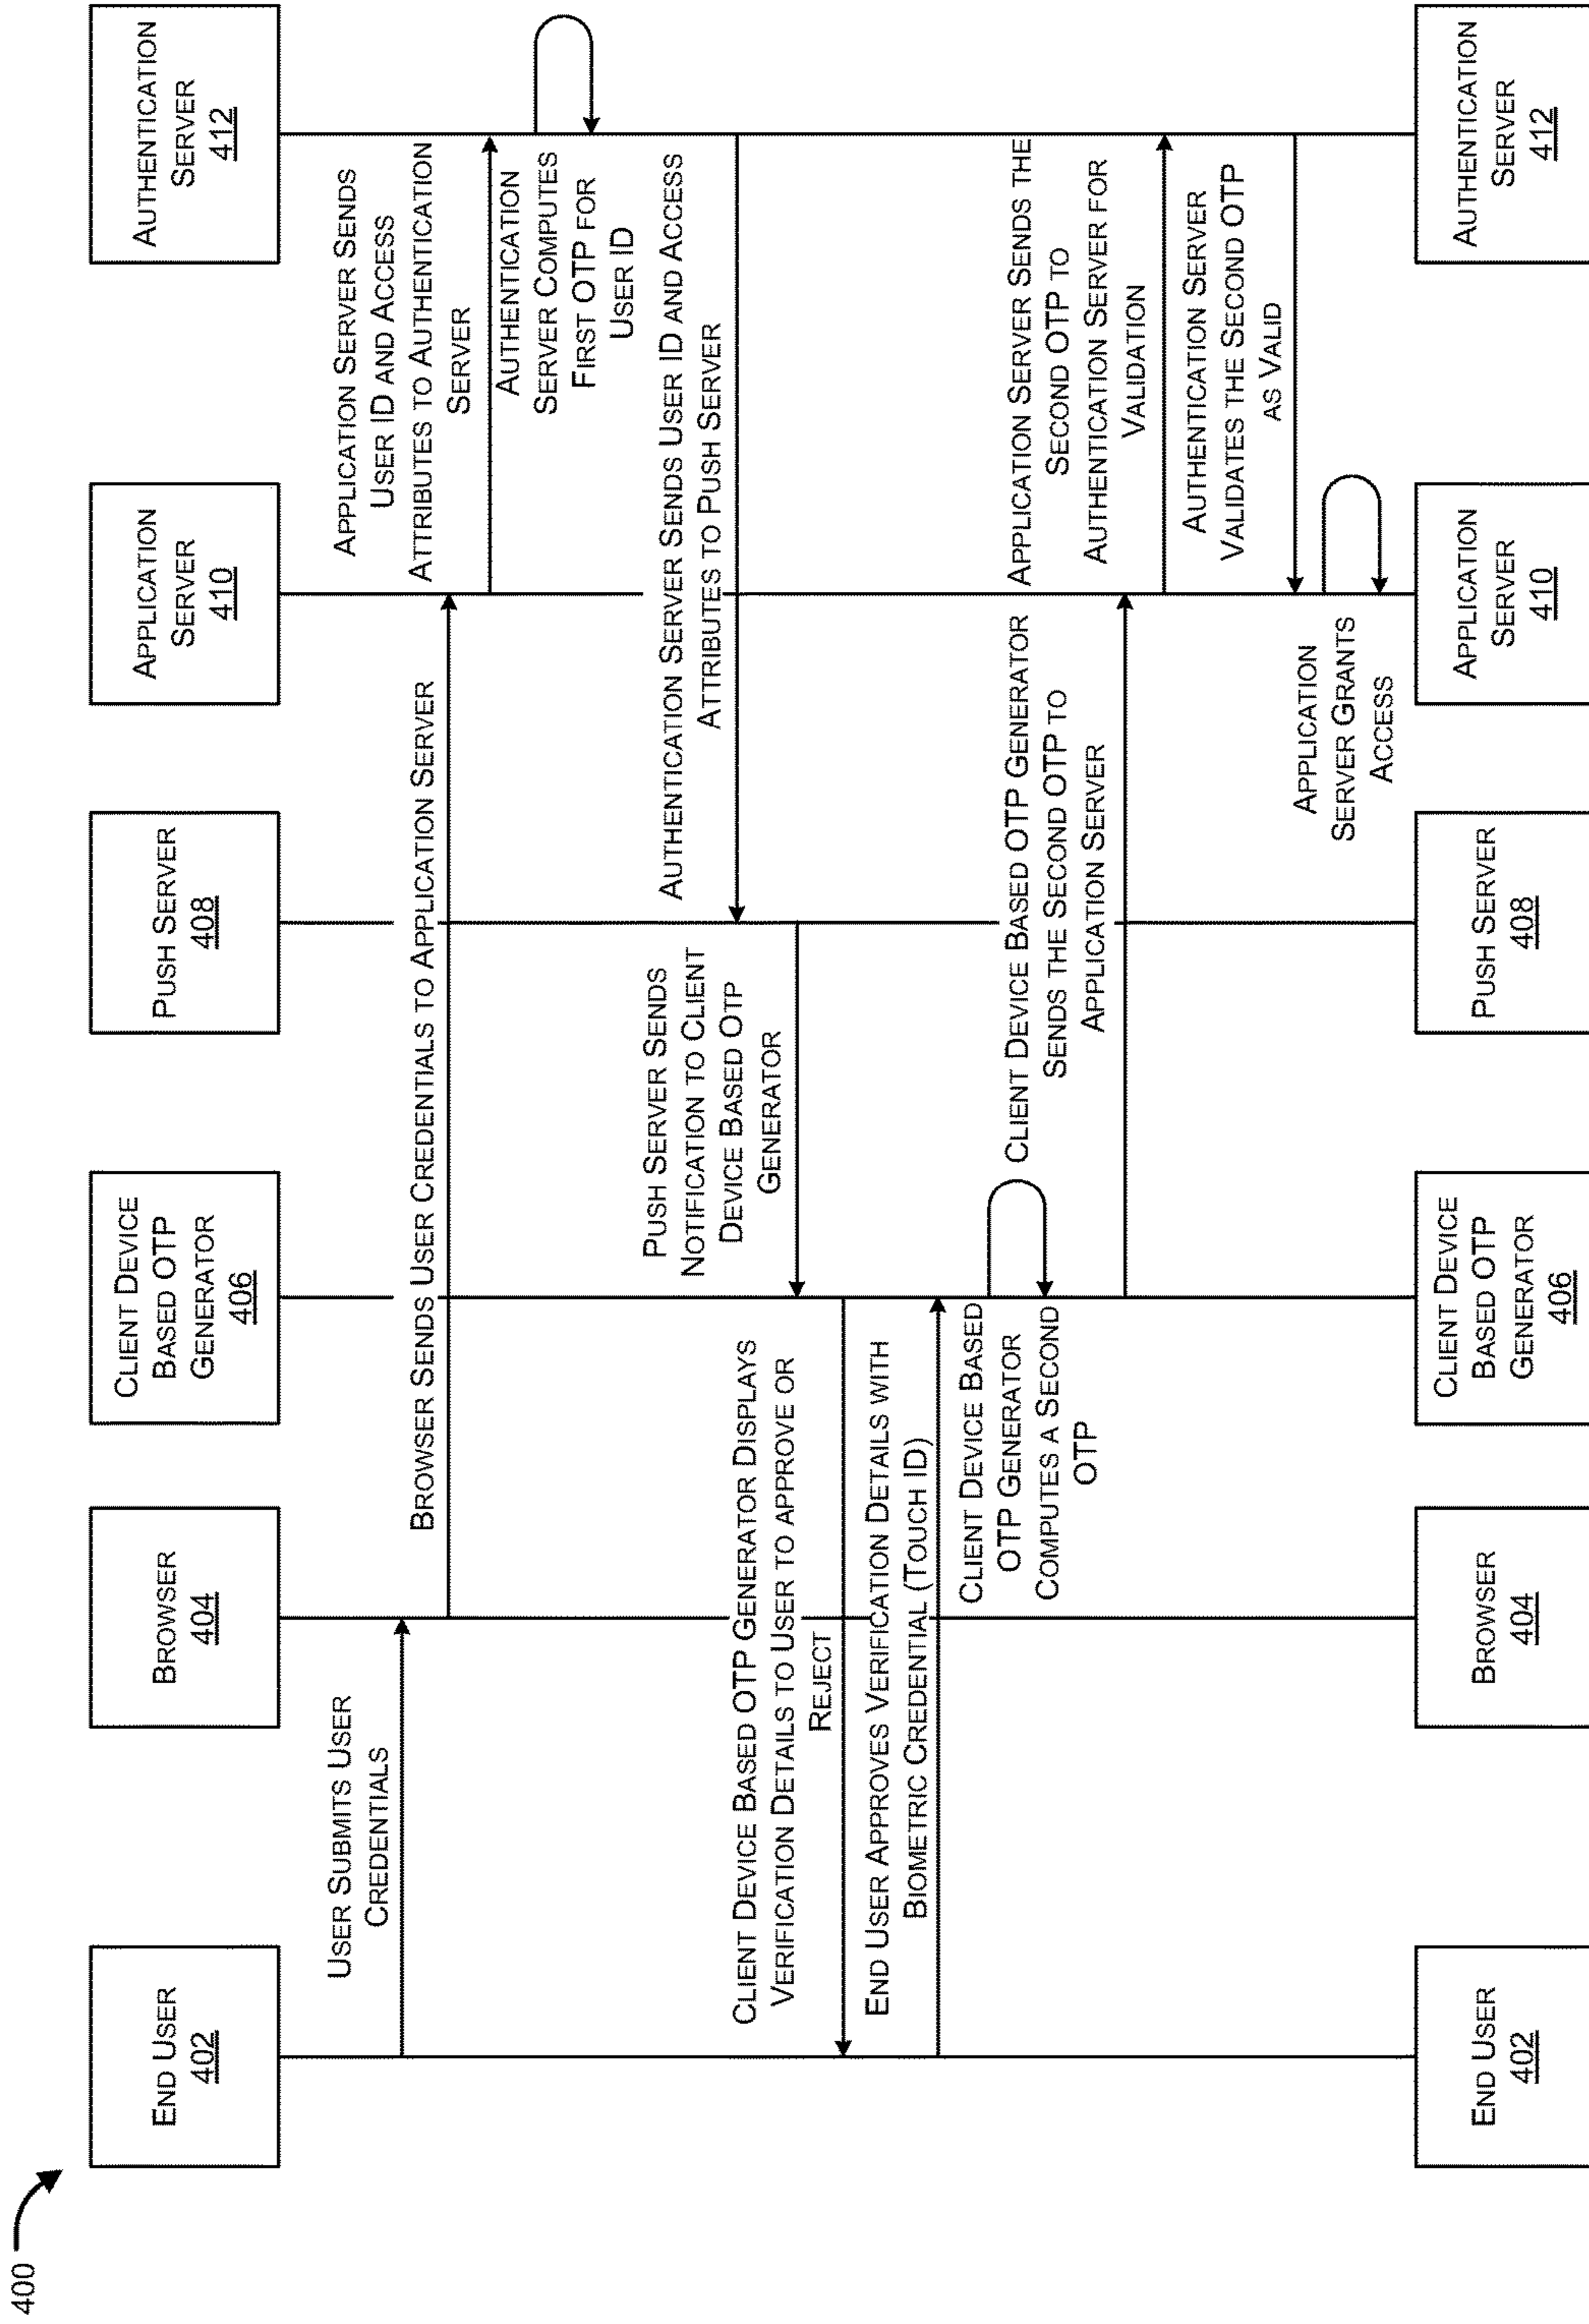 400
END USER
402
BROWSER
404
CLIENT DEVICE
BASED OTP
GENERATOR
406
PUSH SERVER
408
APPLICATION
SERVER
410
AUTHENTICATION
SERVER
412
USER SUBMITS USER
CREDENTIALS
BROWSER SENDS USER CREDENTIALS TO APPLICATION SERVER
APPLICATION SERVER SENDS
USER ID AND ACCESS
ATTRIBUTES TO AUTHENTICATION
SERVER
AUTHENTICATION
SERVER COMPUTES
FIRST OTP FOR
USER ID
AUTHENTICATION SERVER SENDS USER ID AND ACCESS
ATTRIBUTES TO PUSH SERVER
PUSH SERVER SENDS
NOTIFICATION TO CLIENT
DEVICE BASED OTP
GENERATOR
CLIENT DEVICE BASED OTP GENERATOR DISPLAYS
VERIFICATION DETAILS TO USER TO APPROVE OR
REJECT
END USER APPROVES VERIFICATION DETAILS WITH
BIOMETRIC CREDENTIAL (TOUCH ID)
CLIENT DEVICE BASED
OTP GENERATOR
COMPUTES A SECOND
OTP
CLIENT DEVICE BASED OTP GENERATOR
SENDS THE SECOND OTP TO
APPLICATION SERVER
APPLICATION SERVER SENDS THE
SECOND OTP TO
AUTHENTICATION SERVER FOR
VALIDATION
AUTHENTICATION SERVER
VALIDATES THE SECOND OTP
AS VALID
APPLICATION
SERVER GRANTS
ACCESS
END USER
402
BROWSER
404
CLIENT DEVICE
BASED OTP
GENERATOR
406
PUSH SERVER
408
APPLICATION
SERVER
410
AUTHENTICATION
SERVER
412